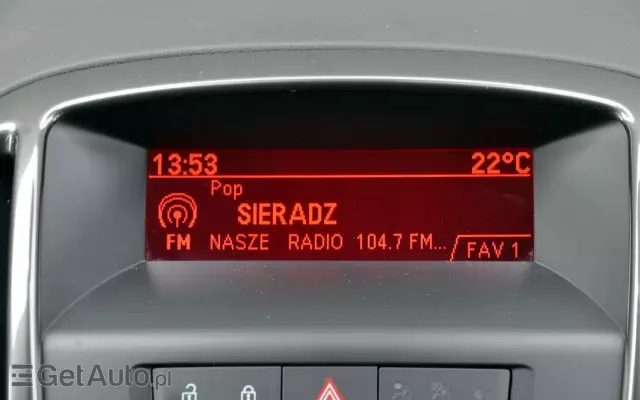 13:53 22°C
Pop
SIERADZ
FM NASZE RADIO 104.7 FM... FAV 1
GetAuto.pl